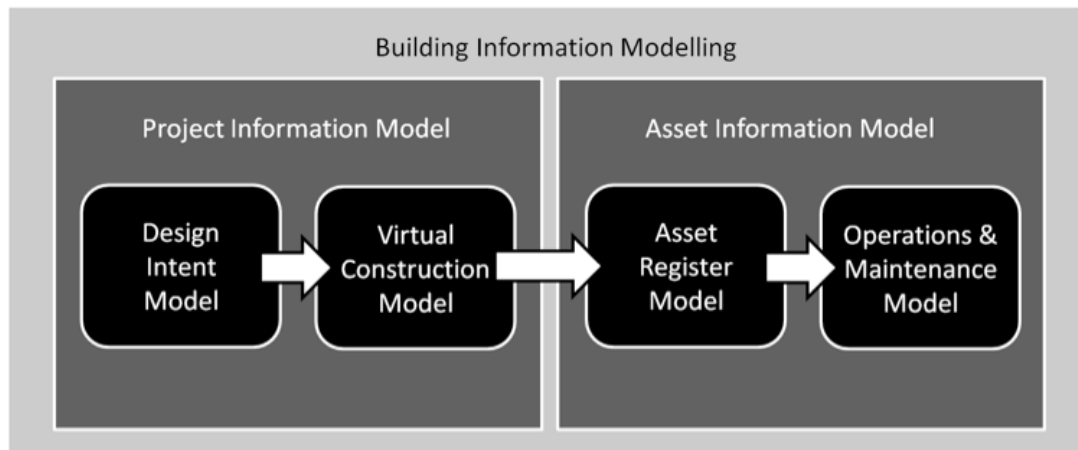 Building Information Modelling
Project Information Model
Design
Intent
Model
Virtual
Construction
Model
Asset Information Model
Asset
Register
Model
Operations &
Maintenance
Model